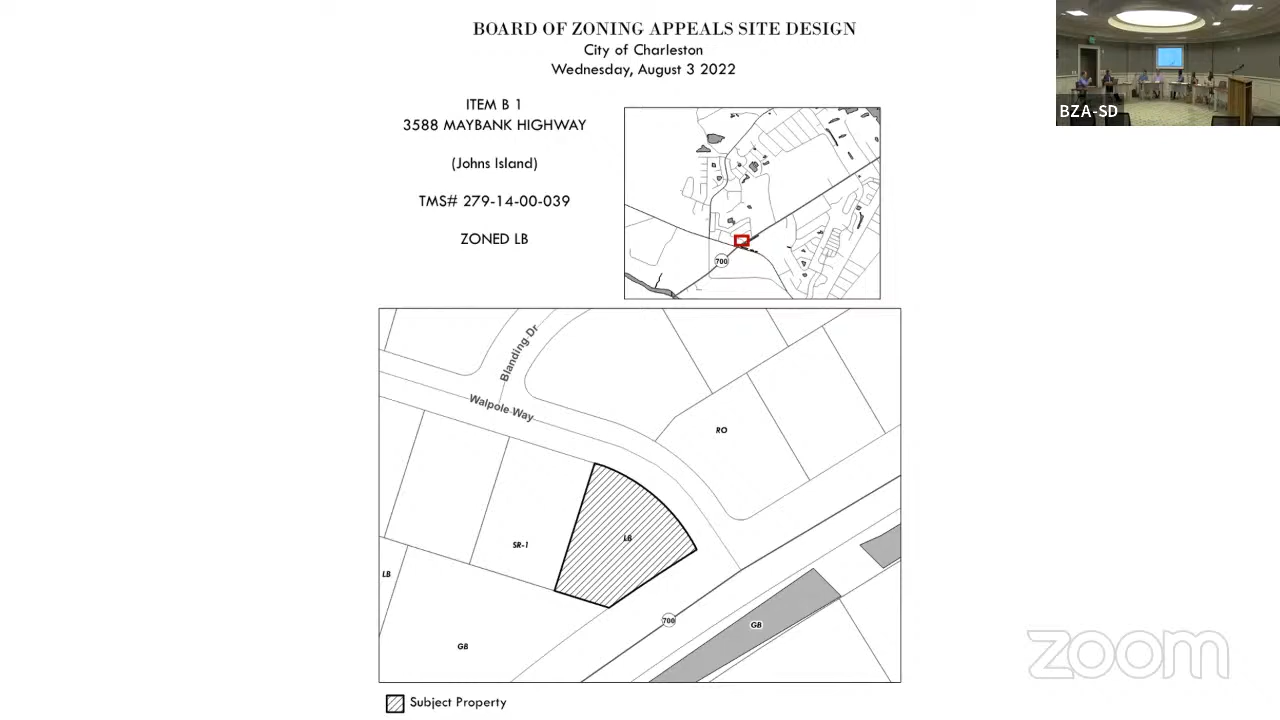 BOARD OF ZONING APPEALS SITE DESIGN
City of Charleston
Wednesday, August 3 2022
ITEM B 1
3588 MAYBANK HIGHWAY
(Johns Island)
TMS# 279-14-00-039
ZONED LB
700
BZA-SD
Blanding Dr
Walpole Way
RO
LB
SR-1
LB
700
GB
GB
Subject Property
zoom